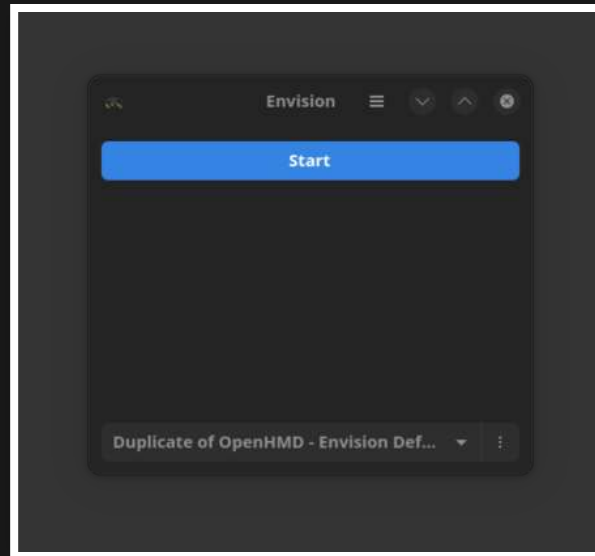 Envision
Start
Duplicate of OpenHMD - Envision Def...